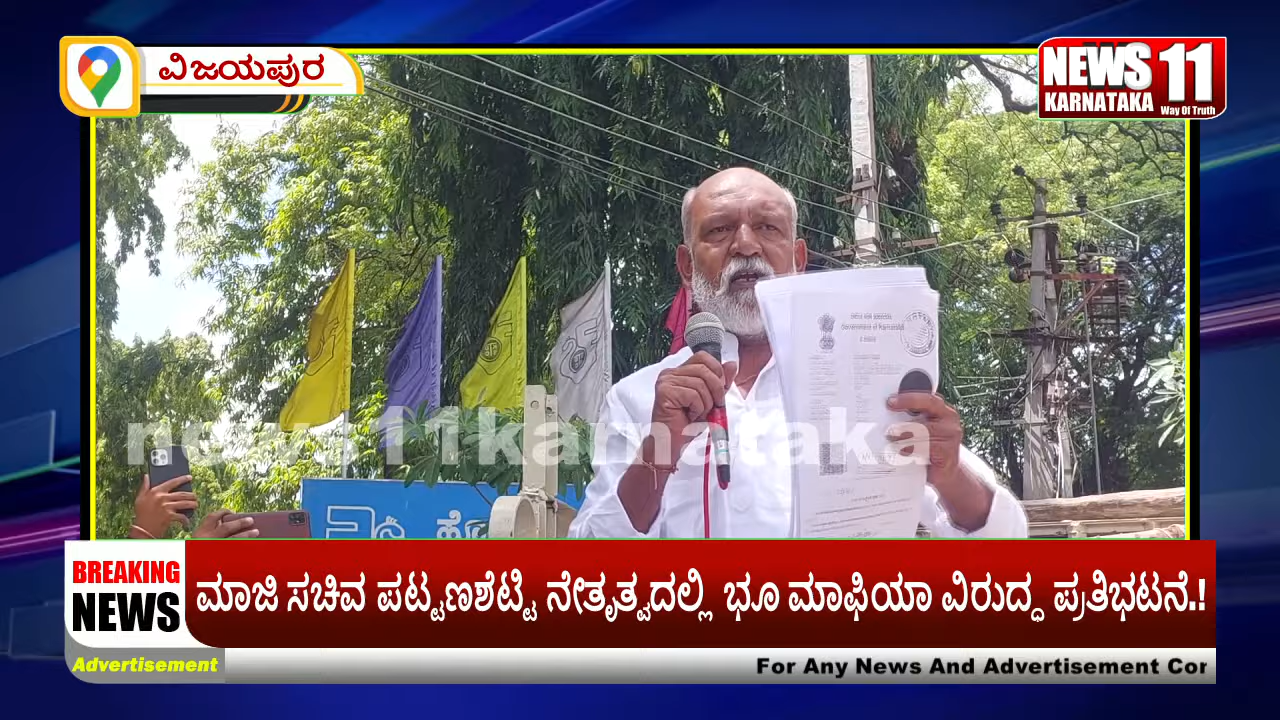 ವಿಜಯಪುರ
NEWS 11
KARNATAKA
Way Of Truth
Government of Karnataka
news11karnataka
BREAKING
NEWS
ಮಾಜಿ ಸಚಿವ ಪಟ್ಟಣಶೆಟ್ಟಿ ನೇತೃತ್ವದಲ್ಲಿ ಭೂ ಮಾಫಿಯಾ ವಿರುದ್ಧ ಪ್ರತಿಭಟನೆ.!
Advertisement
For Any News And Advertisement Cor